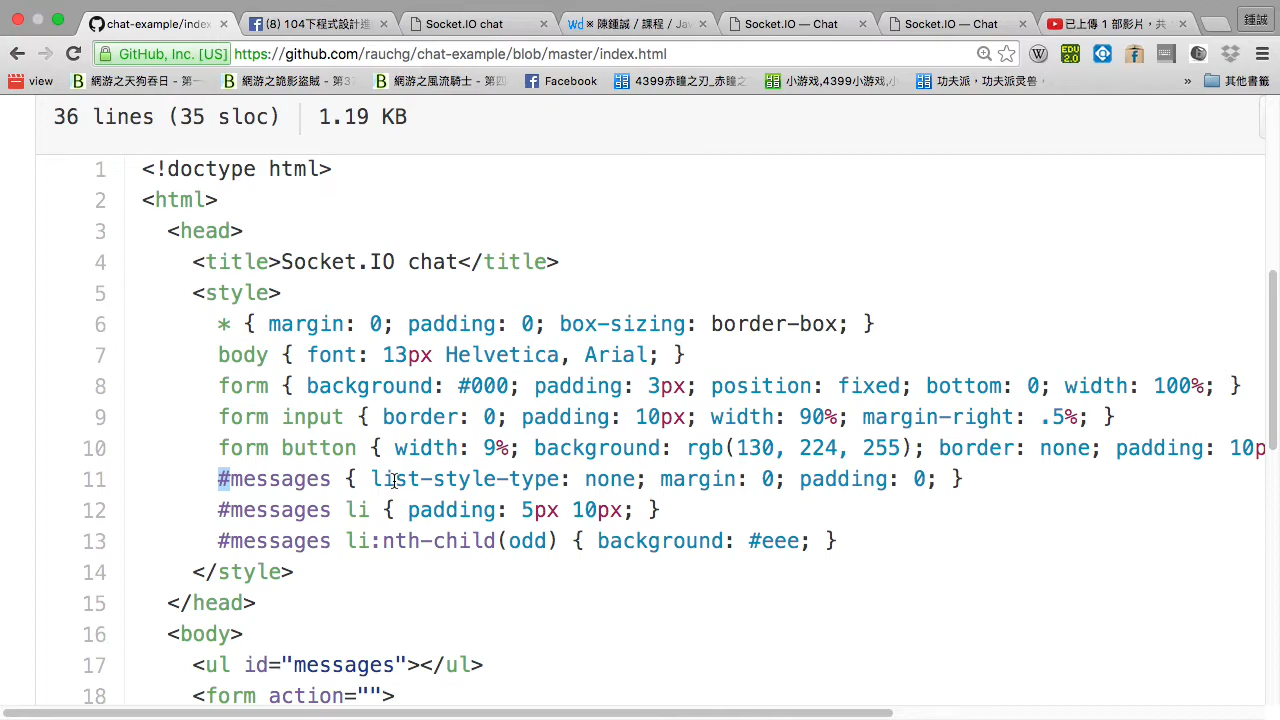 chat-example/index
(8) 104下程式設計進
Socket.IO chat
※ 陳鍾誠 / 課程 / Jav
Socket.IO — Chat
Socket.IO — Chat
已上傳 1 部影片，共
鍾誠
GitHub, Inc. [US]
https://github.com/rauchg/chat-example/blob/master/index.html
view
網游之天狗吞日 - 第一
網游之詭影盜賊 - 第37
網游之風流騎士 - 第四
Facebook
4399赤瞳之刃_赤瞳之
小游戏,4399小游戏,小
功夫派，功夫派灵兽
»
其他書籤
36 lines (35 sloc)
1.19 KB
1 <!doctype html>
2 <html>
3 <head>
4 <title>Socket.IO chat</title>
5 <style>
6 * { margin: 0; padding: 0; box-sizing: border-box; }
7 body { font: 13px Helvetica, Arial; }
8 form { background: #000; padding: 3px; position: fixed; bottom: 0; width: 100%; }
9 form input { border: 0; padding: 10px; width: 90%; margin-right: .5%; }
10 form button { width: 9%; background: rgb(130, 224, 255); border: none; padding: 10p
11 #messages { list-style-type: none; margin: 0; padding: 0; }
12 #messages li { padding: 5px 10px; }
13 #messages li:nth-child(odd) { background: #eee; }
14 </style>
15 </head>
16 <body>
17 <ul id="messages"></ul>
18 <form action="">